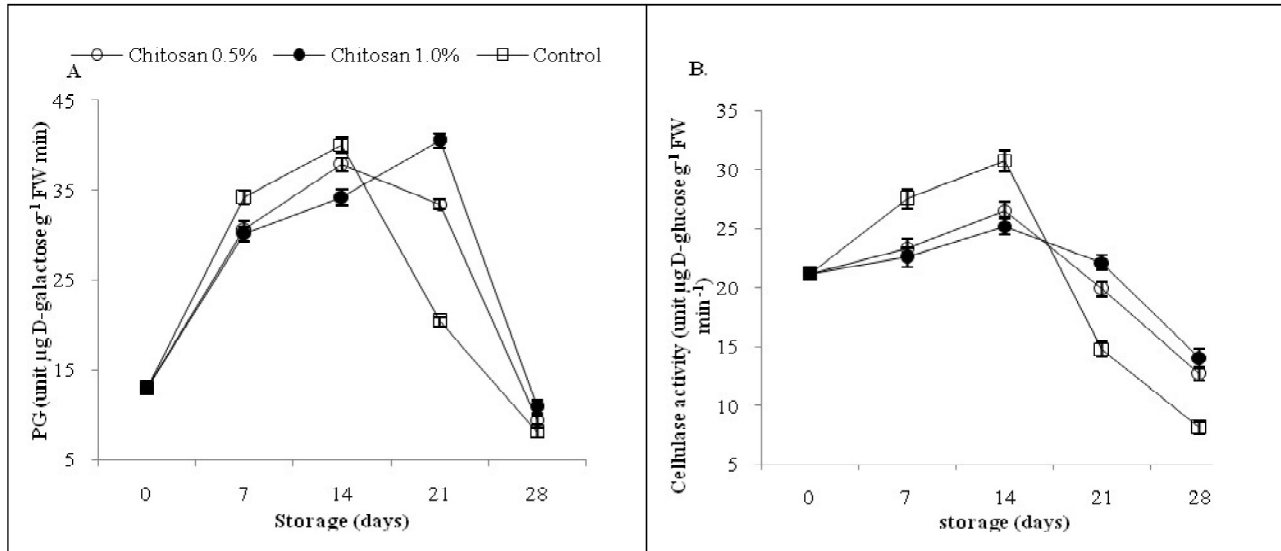 Chitosan 0.5% Chitosan 1.0% Control
A
PG (unit µg D-galactose g¹ FW min)
45
35
25
15
5
0 7 14 21 28
Storage (days)
B.
Cellulase activity (unit µg D-glucose g¹ FW
min⁻¹)
35
30
25
20
15
10
5
0 7 14 21 28
storage (days)